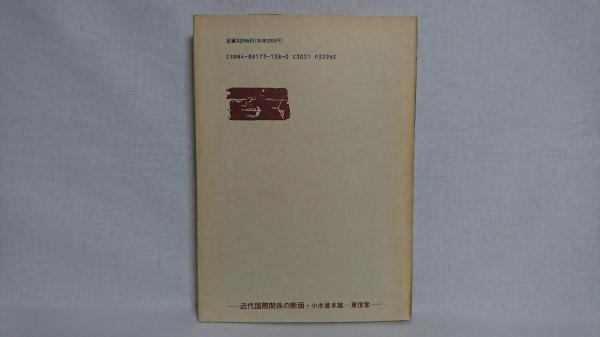 定価3296円(本体3200円)
ISBN4-88173-138-0 C3031 P3296E
—近代国際関係の断面・小木曽本雄—東信堂—